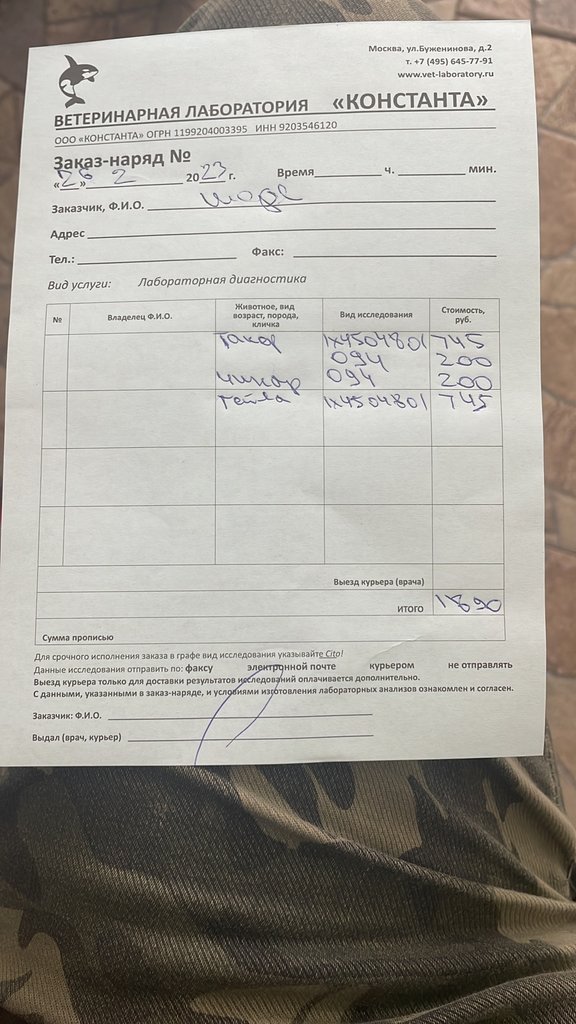 Москва, ул.Буженинова, д.2
т. +7 (495) 645-77-91
www.vet-laboratory.ru
ВЕТЕРИНАРНАЯ ЛАБОРАТОРИЯ «КОНСТАНТА»
ООО «КОНСТАНТА» ОГРН 1199204003395 ИНН 9203546120
Заказ-наряд №
«26» 2 2023 г. Время ч. мин.
Заказчик, Ф.И.О.
Адрес
Тел.: Факс:
Вид услуги: Лабораторная диагностика
№ Владелец Ф.И.О. Животное, вид возраст, порода, кличка Вид исследования Стоимость, руб.
1х4504801 745
094 200
094 200
1х4504801 745
Выезд курьера (врача)
ИТОГО 1890
Сумма прописью
Для срочного исполнения заказа в графе вид исследования указывайте Cito!
Данные исследования отправить по: факсу электронной почте курьером не отправлять
Выезд курьера только для доставки результатов исследований оплачивается дополнительно.
С данными, указанными в заказ-наряде, и условиями изготовления лабораторных анализов ознакомлен и согласен.
Заказчик: Ф.И.О.
Выдал (врач, курьер)